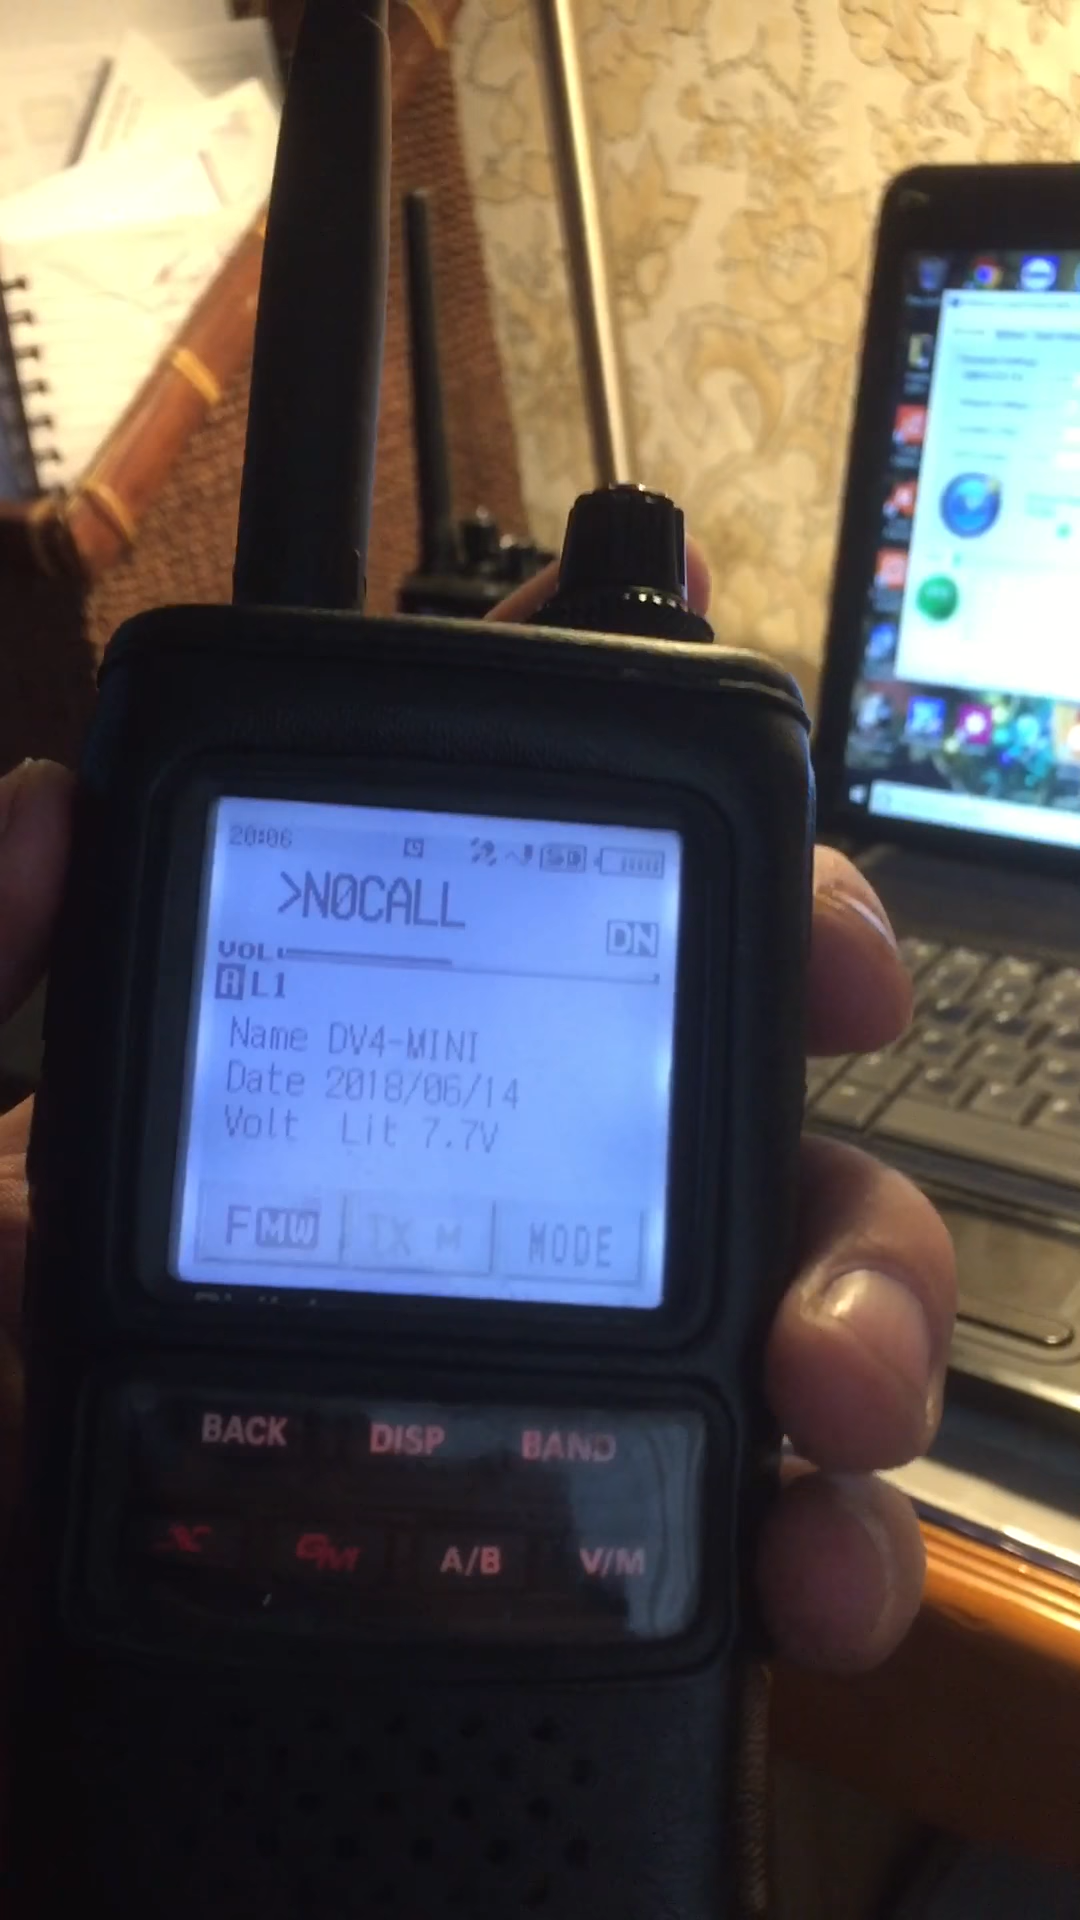 20:06 SD
>N0CALL
DN
VOL
A L1
Name DV4-MINI
Date 2018/06/14
Volt Lit 7.7V
F MW TX M MODE
BACK DISP BAND
X GM A/B V/M